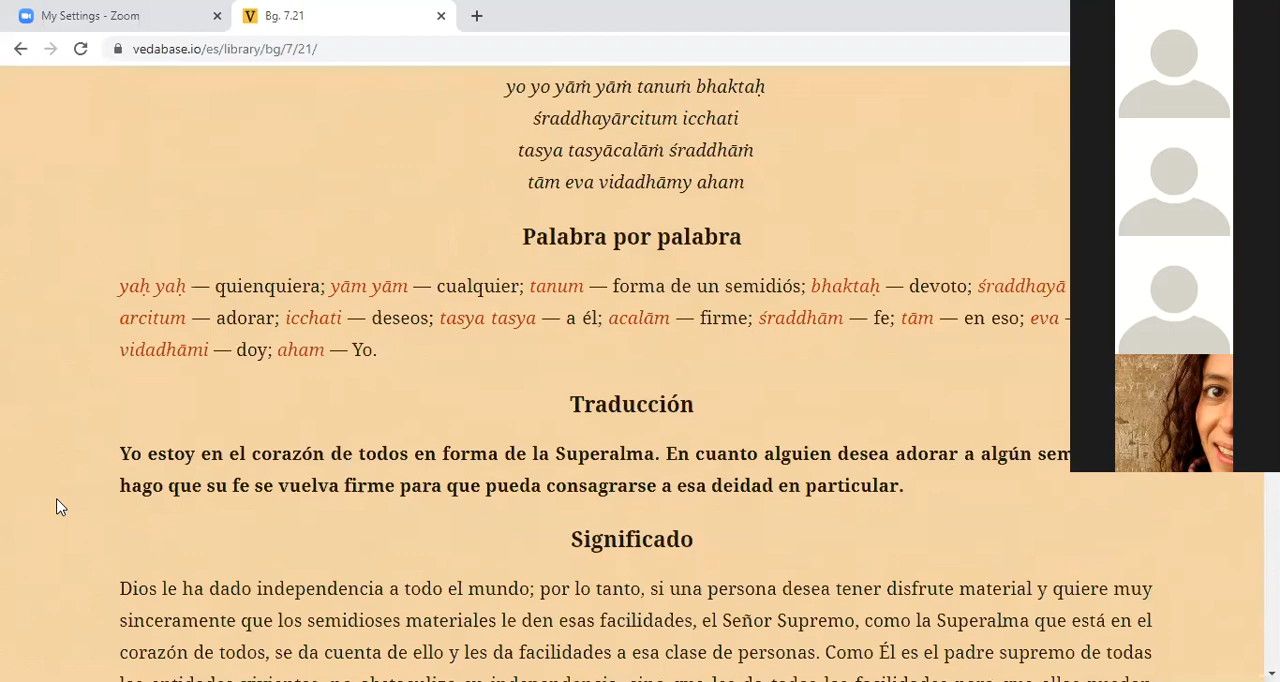 My Settings - Zoom
Bg. 7.21
vedabase.io/es/library/bg/7/21/
yo yo yāṁ yāṁ tanuṁ bhaktaḥ
śraddhayārcitum icchati
tasya tasyācalāṁ śraddhāṁ
tām eva vidadhāmy aham
Palabra por palabra
yaḥ yaḥ — quienquiera; yām yām — cualquier; tanum — forma de un semidiós; bhaktaḥ — devoto; śraddhayā
arcitum — adorar; icchati — deseos; tasya tasya — a él; acalām — firme; śraddhām — fe; tām — en eso; eva -
vidadhāmi — doy; aham — Yo.
Traducción
Yo estoy en el corazón de todos en forma de la Superalma. En cuanto alguien desea adorar a algún
hago que su fe se vuelva firme para que pueda consagrarse a esa deidad en particular.
Significado
Dios le ha dado independencia a todo el mundo; por lo tanto, si una persona desea tener disfrute material y quiere muy
sinceramente que los semidioses materiales le den esas facilidades, el Señor Supremo, como la Superalma que está en el
corazón de todos, se da cuenta de ello y les da facilidades a esa clase de personas. Como Él es el padre supremo de todas